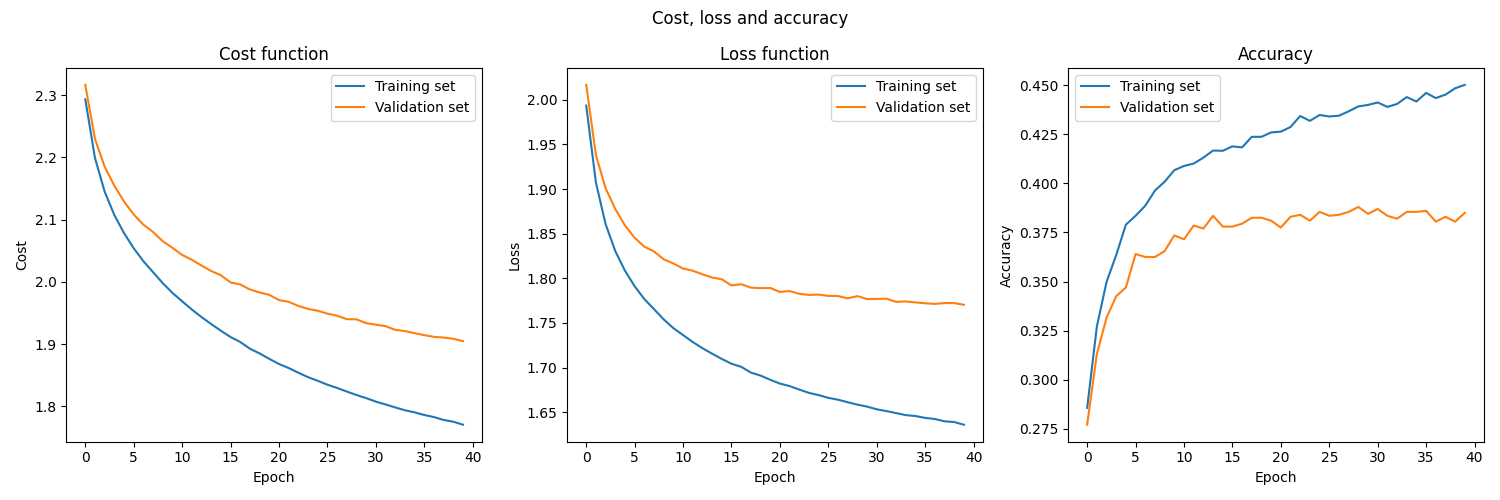 Cost, loss and accuracy
Cost function
Training set
Validation set
2.3
2.2
2.1
2.0
1.9
1.8
Cost
0 5 10 15 20 25 30 35 40
Epoch
Loss function
Training set
Validation set
2.00
1.95
1.90
1.85
1.80
1.75
1.70
1.65
Loss
0 5 10 15 20 25 30 35 40
Epoch
Accuracy
Training set
Validation set
0.450
0.425
0.400
0.375
0.350
0.325
0.300
0.275
Accuracy
0 5 10 15 20 25 30 35 40
Epoch